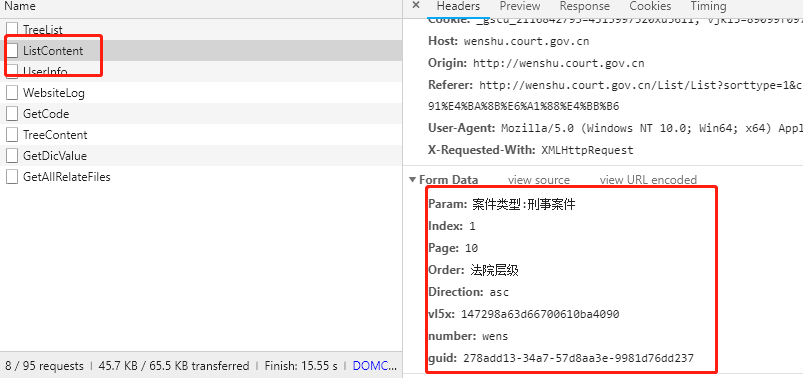 Name
TreeList
ListContent
UserInfo
WebsiteLog
GetCode
TreeContent
GetDicValue
GetAllRelateFiles
8 / 95 requests | 45.7 KB / 65.5 KB transferred | Finish: 15.55 s | DOMC...
× Headers Preview Response Cookies Timing
Host: wenshu.court.gov.cn
Origin: http://wenshu.court.gov.cn
Referer: http://wenshu.court.gov.cn/List/List?sorttype=1&c
91%E4%BA%8B%E6%A1%88%E4%BB%B6
User-Agent: Mozilla/5.0 (Windows NT 10.0; Win64; x64) Appl
X-Requested-With: XMLHttpRequest
Form Data view source view URL encoded
Param: 案件类型:刑事案件
Index: 1
Page: 10
Order: 法院层级
Direction: asc
vl5x: 147298a63d66700610ba4090
number: wens
guid: 278add13-34a7-57d8aa3e-9981d76dd237